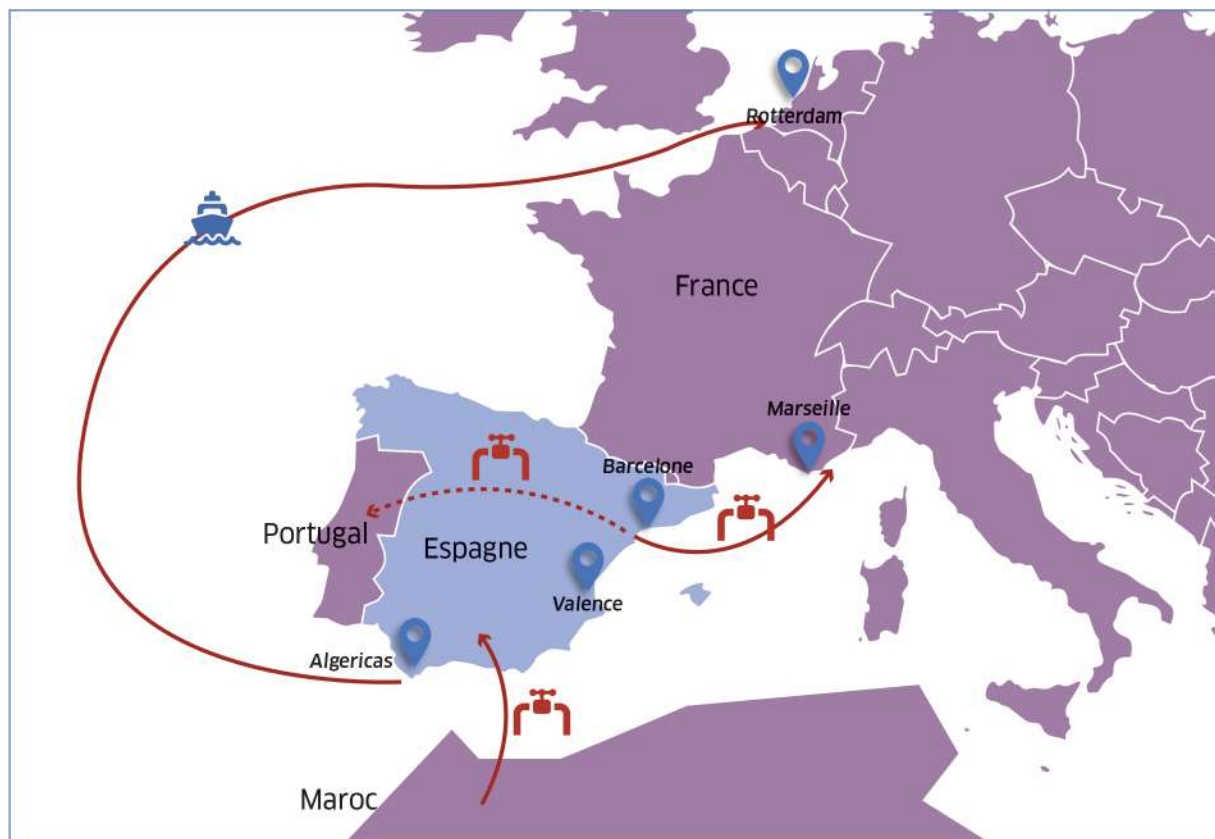 Rotterdam
France
Marseille
Barcelone
Portugal
Espagne
Valence
Algericas
Maroc